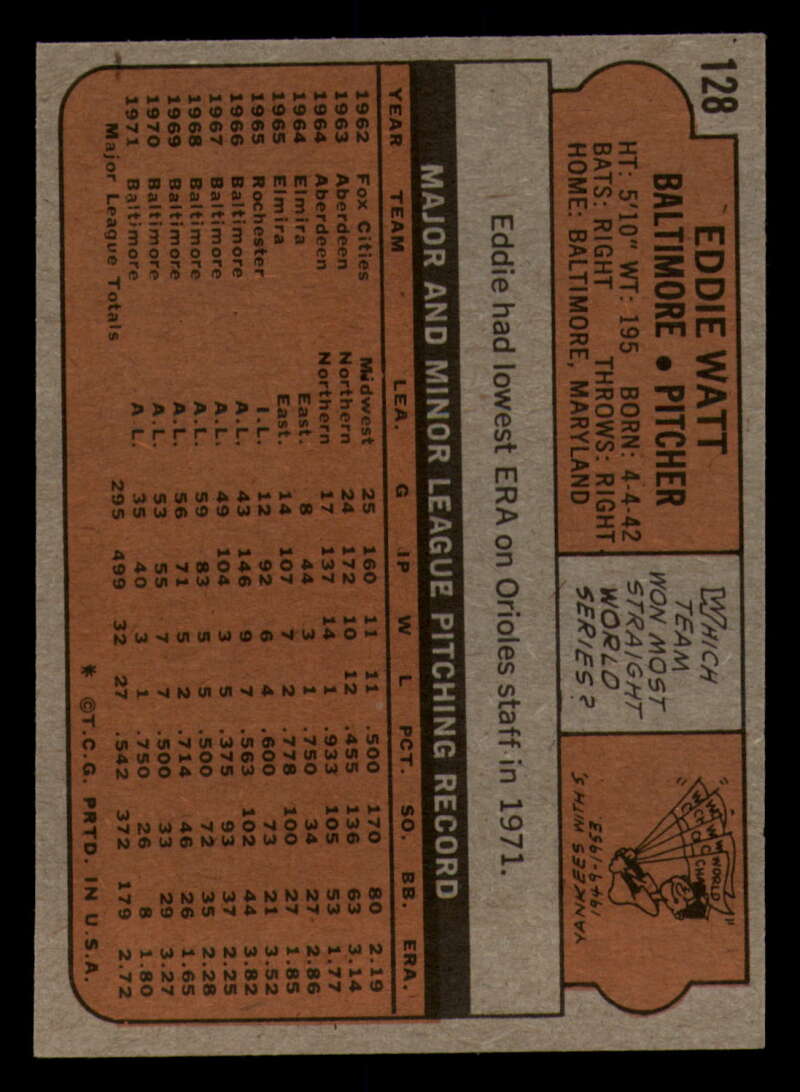 128
EDDIE WATT
BALTIMORE • PITCHER
HT: 5'10" WT: 195 BORN: 4-4-42
BATS: RIGHT THROWS: RIGHT
HOME: BALTIMORE, MARYLAND
WHICH
TEAM
WON MOST
STRAIGHT
WORLD
SERIES?
WORLD
CHAMPS
YANKEES WITH 5,
1949-1953.
Eddie had lowest ERA on Orioles staff in 1971.
MAJOR AND MINOR LEAGUE PITCHING RECORD
YEAR TEAM LEA. G IP W L PCT. SO. BB. ERA.
1962 Fox Cities Midwest 25 160 11 11 .500 170 80 2.19
1963 Aberdeen Northern 24 172 10 12 .455 136 63 3.14
1964 Aberdeen Northern 17 137 14 1 .933 105 53 1.77
1964 Elmira East. 8 44 3 1 .750 34 27 2.86
1965 Elmira East. 14 107 7 2 .778 100 27 1.85
1965 Rochester I.L. 12 92 6 4 .600 73 21 3.52
1966 Baltimore A.L. 43 146 9 7 .563 102 44 3.82
1967 Baltimore A.L. 49 104 3 5 .375 93 37 2.25
1968 Baltimore A.L. 59 83 5 5 .500 72 35 2.28
1969 Baltimore A.L. 56 71 5 2 .714 46 26 1.65
1970 Baltimore A.L. 53 55 7 7 .500 33 29 3.27
1971 Baltimore A.L. 35 40 3 1 .750 26 8 1.80
Major League Totals 295 499 32 27 .542 372 179 2.72
* ©T.C.G. PRTD. IN U.S.A.